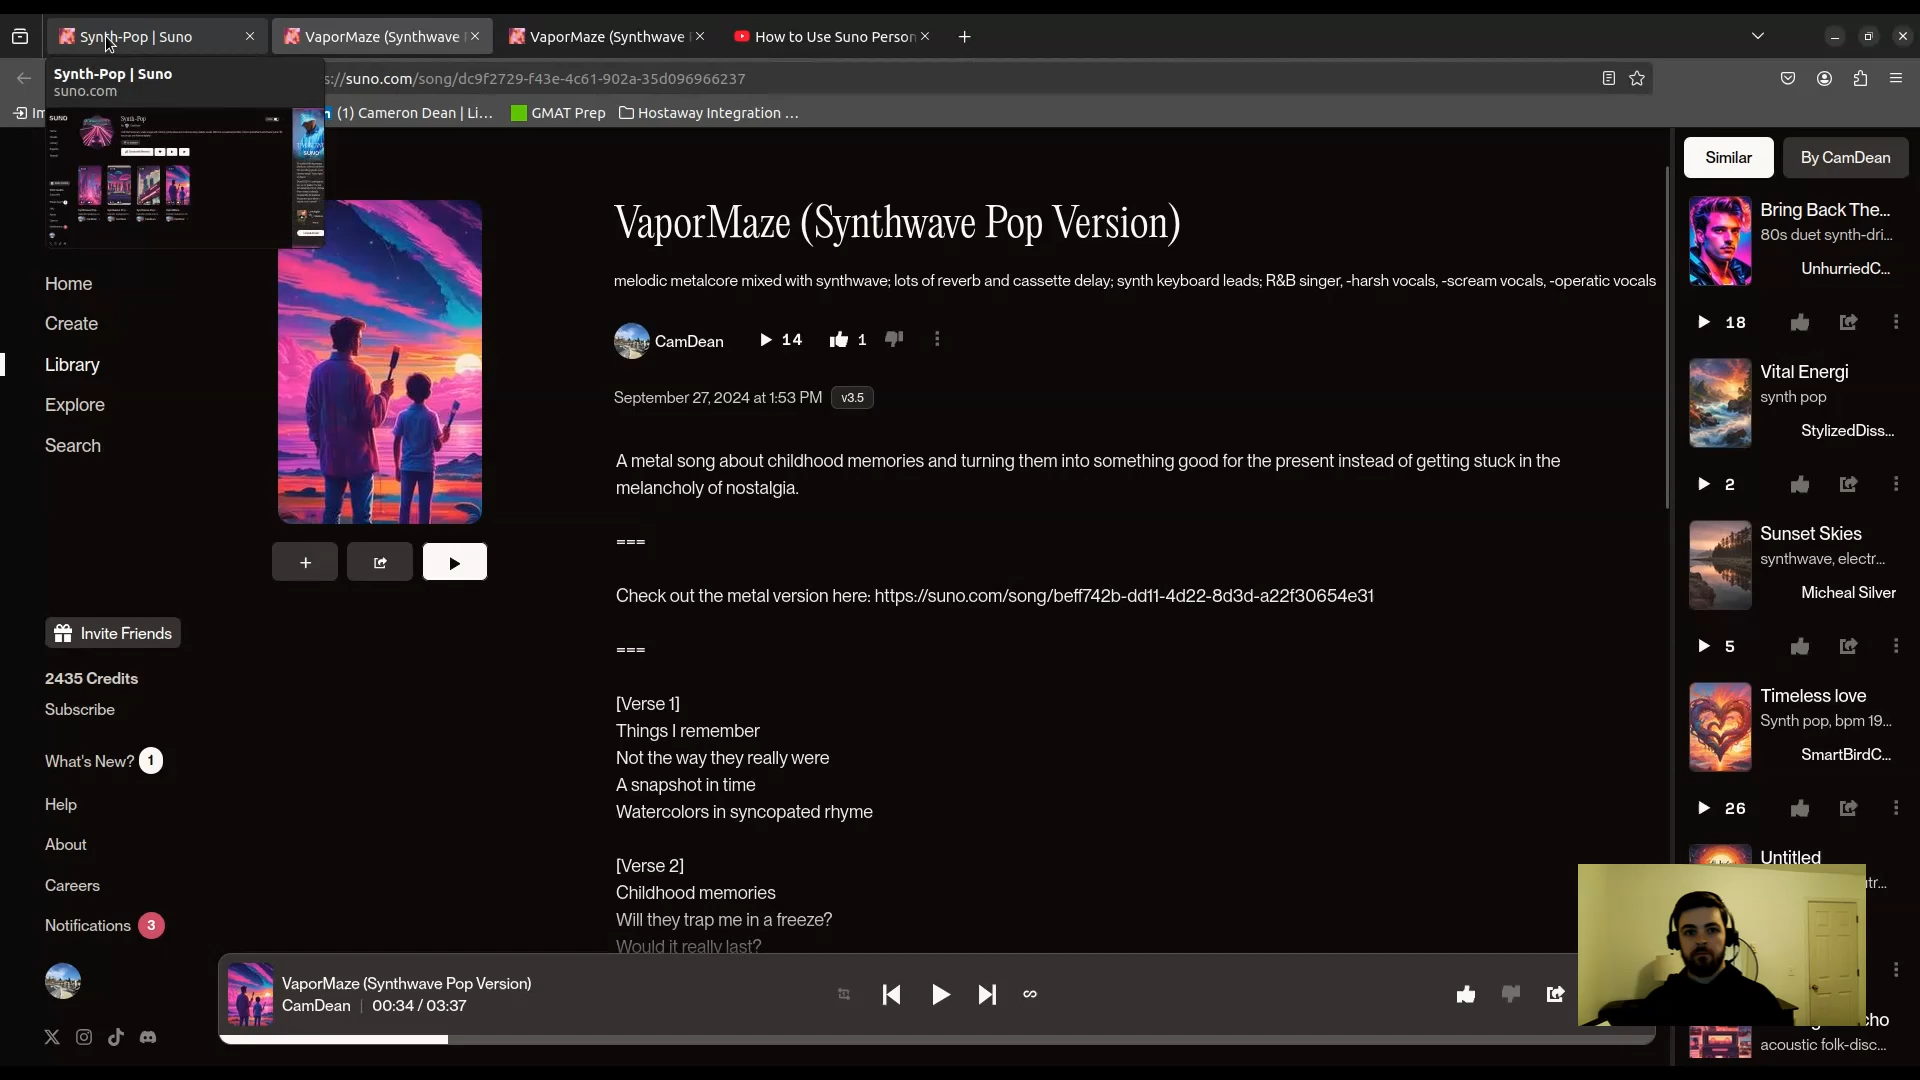 Synth-Pop | Suno
VaporMaze (Synthwave
VaporMaze (Synthwave
How to Use Suno Person
Synth-Pop | Suno
suno.com
://suno.com/song/dc9f2729-f43e-4c61-902a-35d096966237
(1) Cameron Dean | Li...
GMAT Prep
Hostaway Integration ...
SUNO
Synth-Pop
Home
Create
Library
Explore
Search
Invite Friends
2435 Credits
Subscribe
What's New? 1
Help
About
Careers
Notifications 3
VaporMaze (Synthwave Pop Version)
melodic metalcore mixed with synthwave; lots of reverb and cassette delay; synth keyboard leads; R&B singer, -harsh vocals, -scream vocals, -operatic vocals
CamDean 14 1
September 27, 2024 at 1:53 PM v3.5
A metal song about childhood memories and turning them into something good for the present instead of getting stuck in the
melancholy of nostalgia.
===
Check out the metal version here: https://suno.com/song/beff742b-dd11-4d22-8d3d-a22f30654e31
===
[Verse 1]
Things I remember
Not the way they really were
A snapshot in time
Watercolors in syncopated rhyme
[Verse 2]
Childhood memories
Will they trap me in a freeze?
Would it really last?
Similar
By CamDean
Bring Back The...
80s duet synth-dri...
UnhurriedC...
18
Vital Energi
synth pop
StylizedDiss...
2
Sunset Skies
synthwave, electr...
Micheal Silver
5
Timeless love
Synth pop, bpm 19...
SmartBirdC...
26
Untitled
acoustic folk-disc...
VaporMaze (Synthwave Pop Version)
CamDean | 00:34 / 03:37